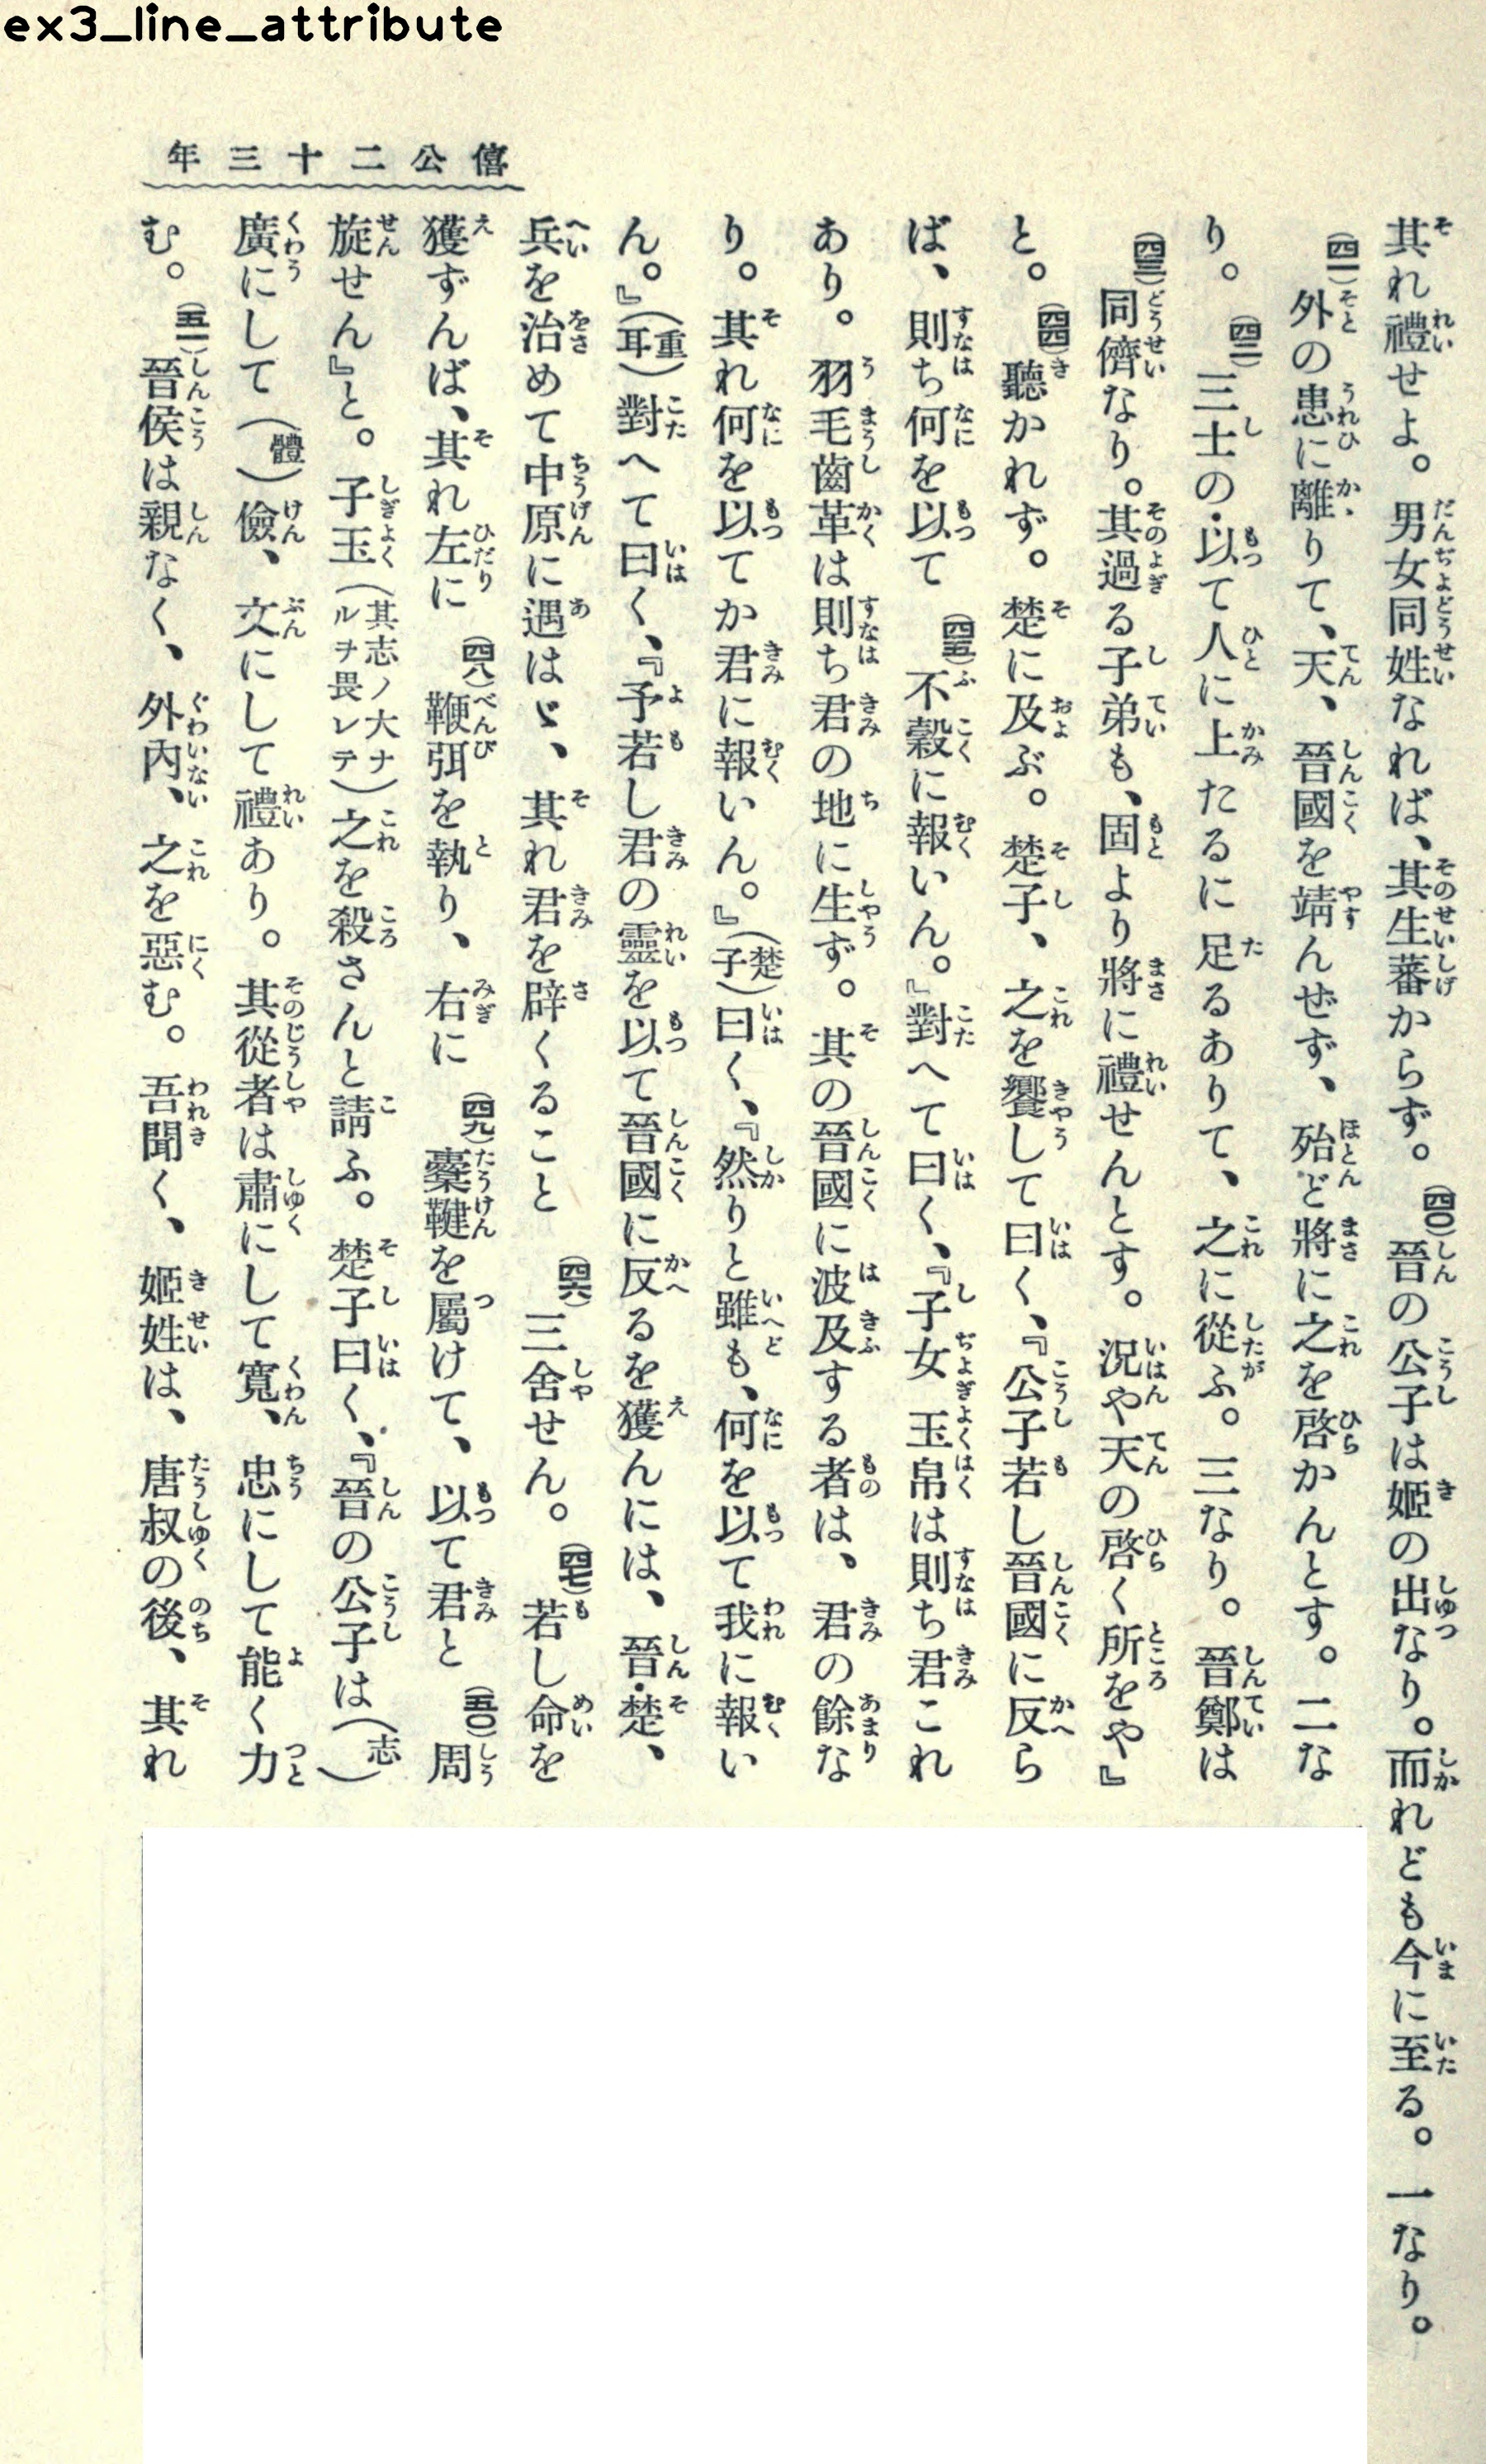 ex3_line_attribute
僖公二十三年
其れ禮せよ。男女同姓なれば、其生蕃からず。(四〇)晉の公子は姬の出なり。而れども今に至る。一なり。
(四一)外の患に離りて、天、晉國を靖んぜず、殆ど將に之を啓かんとす。二な
り。(四二)三士の以て人に上たるに足るありて、之に從ふ。三なり。晉鄭は
(四三)同儕なり。其過る子弟も、固より將に禮せんとす。況や天の啓く所をや』
と。(四四)聽かれず。楚に及ぶ。楚子、之を饗して曰く、『公子若し晉國に反ら
ば、則ち何を以て(四五)不穀に報いん。』對へて曰く、『子女玉帛は則ち君これ
あり。羽毛齒革は則ち君の地に生ず。其の晉國に波及する者は、君の餘な
り。其れ何を以てか君に報いん。』(楚子)曰く、『然りと雖も、何を以て我に報い
ん。』(重耳)對へて曰く、『予若し君の靈を以て晉國に反るを獲んには、晉・楚、
兵を治めて中原に遇はゞ、其れ君を辟くること(四六)三舍せん。(四七)若し命を
獲ずんば、其れ左に(四八)鞭弭を執り、右に(四九)櫜鞬を屬けて、以て君と(五〇)周
旋せん』と。子玉(其志ノ大ナルヲ畏レテ)之を殺さんと請ふ。楚子曰く、『晉の公子は(志)
廣にして(體)儉、文にして禮あり。其從者は肅にして寬、忠にして能く力
む。(五一)晉侯は親なく、外內、之を惡む。吾聞く、姬姓は、唐叔の後、其れ